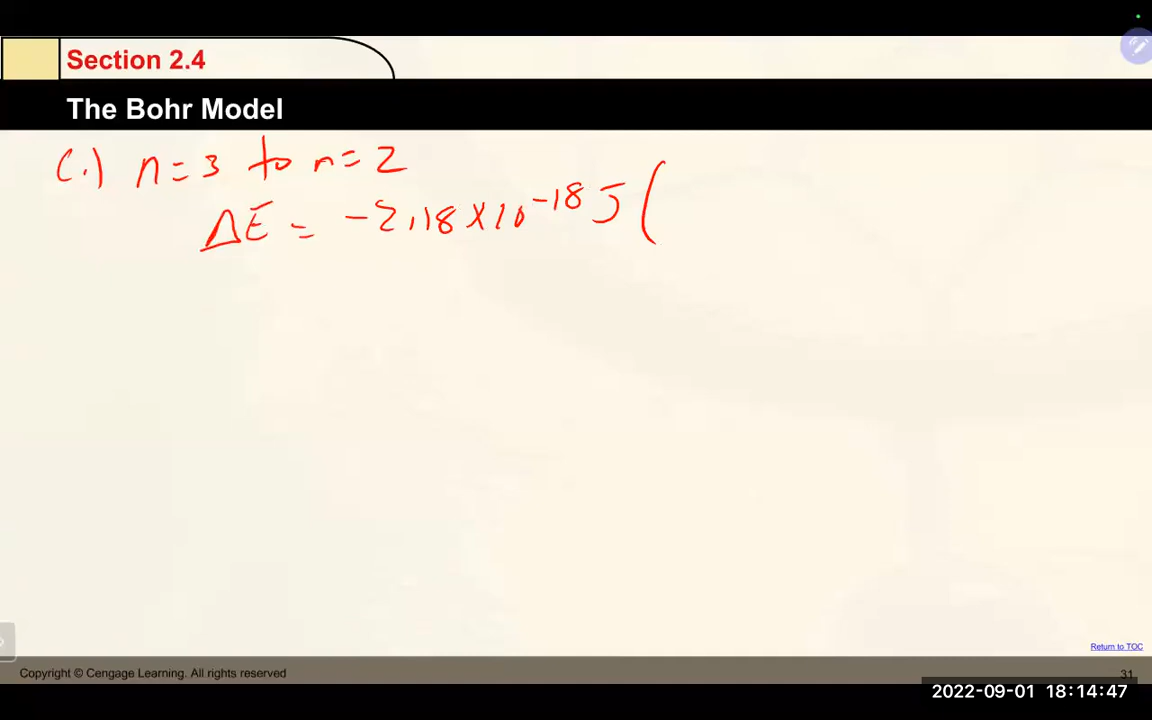 Section 2.4
The Bohr Model
C.) n = 3 to n = 2
ΔE = -2.18 x 10^-18 J (
Return to TOC
Copyright © Cengage Learning. All rights reserved
31
2022-09-01 18:14:47